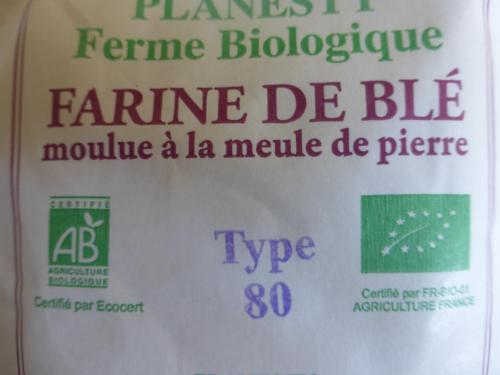 Ferme Biologique
FARINE DE BLÉ
moulue à la meule de pierre
CERTIFIÉ
AB
AGRICULTURE
BIOLOGIQUE
Certifié par Ecocert
Type
80
Certifié par FR-BIO-01
AGRICULTURE FRANCE